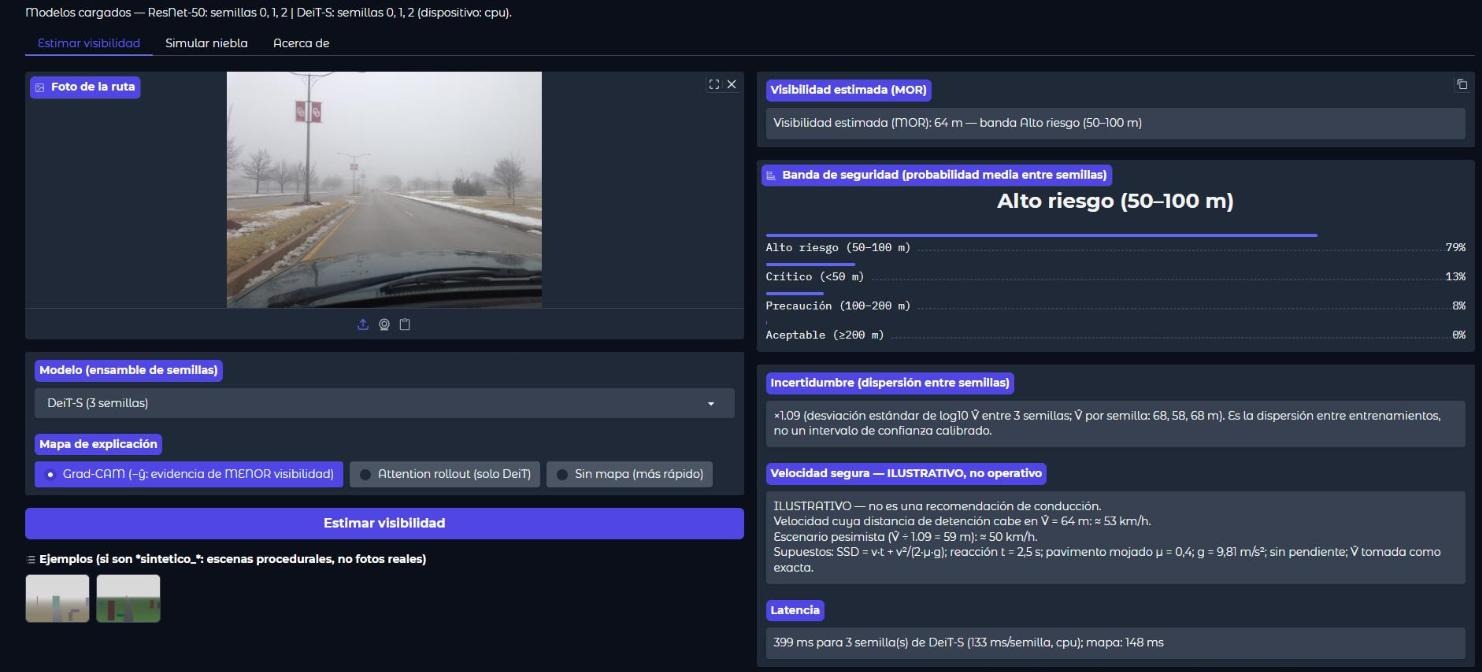 Modelos cargados — ResNet-50: semillas 0, 1, 2 | DeiT-S: semillas 0, 1, 2 (dispositivo: cpu).
Estimar visibilidad
Simular niebla
Acerca de
Foto de la ruta
Modelo (ensamble de semillas)
DeiT-S (3 semillas)
Mapa de explicación
Grad-CAM (−ŷ: evidencia de MENOR visibilidad)
Attention rollout (solo DeiT)
Sin mapa (más rápido)
Estimar visibilidad
Ejemplos (si son *sintetico_*: escenas procedurales, no fotos reales)
Visibilidad estimada (MOR)
Visibilidad estimada (MOR): 64 m — banda Alto riesgo (50–100 m)
Banda de seguridad (probabilidad media entre semillas)
Alto riesgo (50–100 m)
Alto riesgo (50–100 m) 79%
Crítico (<50 m) 13%
Precaución (100–200 m) 8%
Aceptable (≥200 m) 0%
Incertidumbre (dispersión entre semillas)
×1.09 (desviación estándar de log10 V̂ entre 3 semillas; V̂ por semilla: 68, 58, 68 m). Es la dispersión entre entrenamientos,
no un intervalo de confianza calibrado.
Velocidad segura — ILUSTRATIVO, no operativo
ILUSTRATIVO — no es una recomendación de conducción.
Velocidad cuya distancia de detención cabe en V̂ = 64 m: ≈ 53 km/h.
Escenario pesimista (V̂ ÷ 1.09 = 59 m): ≈ 50 km/h.
Supuestos: SSD = v·t + v²/(2·μ·g); reacción t = 2,5 s; pavimento mojado μ = 0,4; g = 9,81 m/s²; sin pendiente; V̂ tomada como
exacta.
Latencia
399 ms para 3 semilla(s) de DeiT-S (133 ms/semilla, cpu); mapa: 148 ms